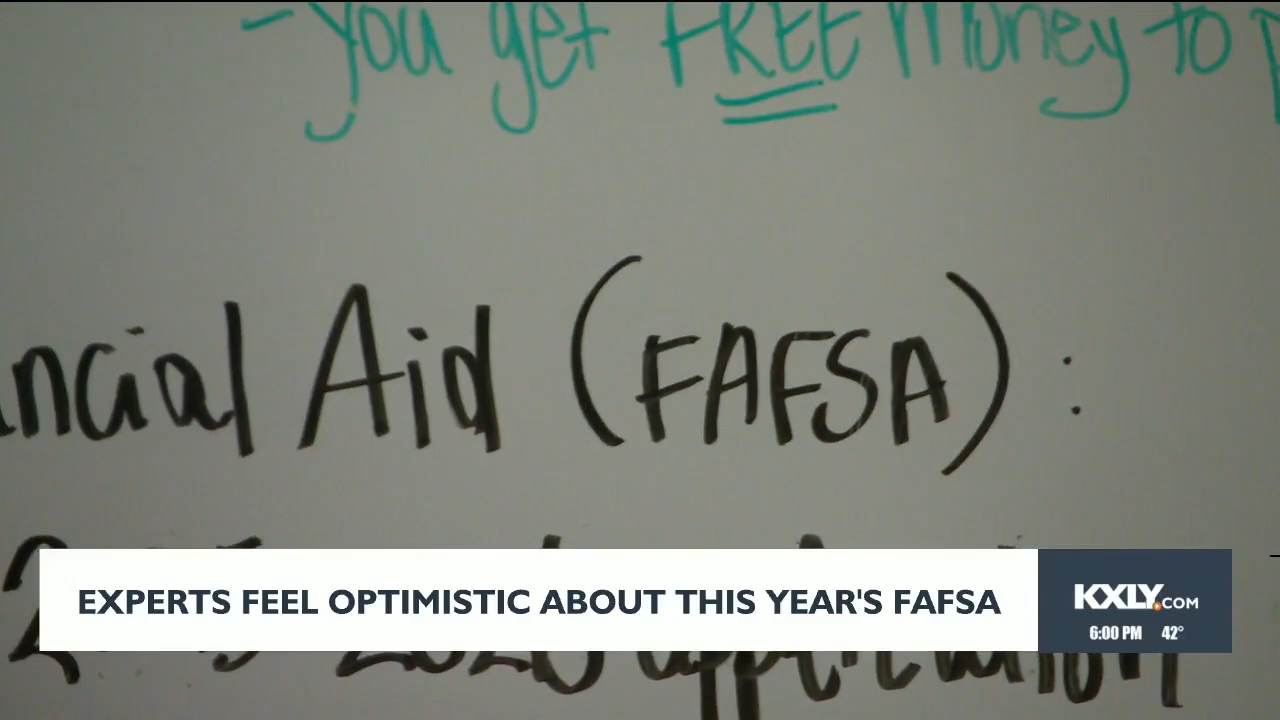 - you get FREE money to
ncial Aid (FAFSA):
EXPERTS FEEL OPTIMISTIC ABOUT THIS YEAR'S FAFSA
KXLY.COM
6:00 PM 42°